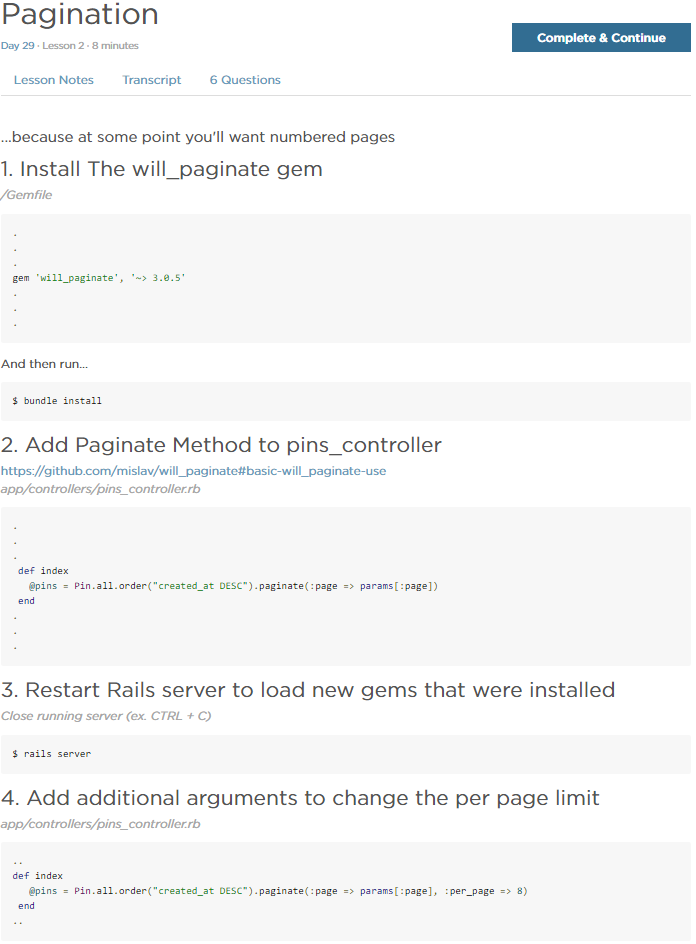 Pagination
Complete & Continue
Day 29 · Lesson 2 · 8 minutes
Lesson Notes Transcript 6 Questions
...because at some point you'll want numbered pages
1. Install The will_paginate gem
/Gemfile
.
.
.
gem 'will_paginate', '~> 3.0.5'
.
.
.
And then run...
$ bundle install
2. Add Paginate Method to pins_controller
https://github.com/mislav/will_paginate#basic-will_paginate-use
app/controllers/pins_controller.rb
.
.
.
def index
@pins = Pin.all.order("created_at DESC").paginate(:page => params[:page])
end
.
.
.
3. Restart Rails server to load new gems that were installed
Close running server (ex. CTRL + C)
$ rails server
4. Add additional arguments to change the per page limit
app/controllers/pins_controller.rb
..
def index
@pins = Pin.all.order("created_at DESC").paginate(:page => params[:page], :per_page => 8)
end
..